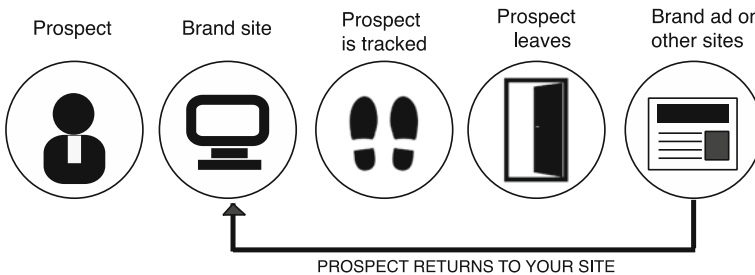 Prospect
Brand site
Prospect
is tracked
Prospect
leaves
Brand ad on
other sites
PROSPECT RETURNS TO YOUR SITE